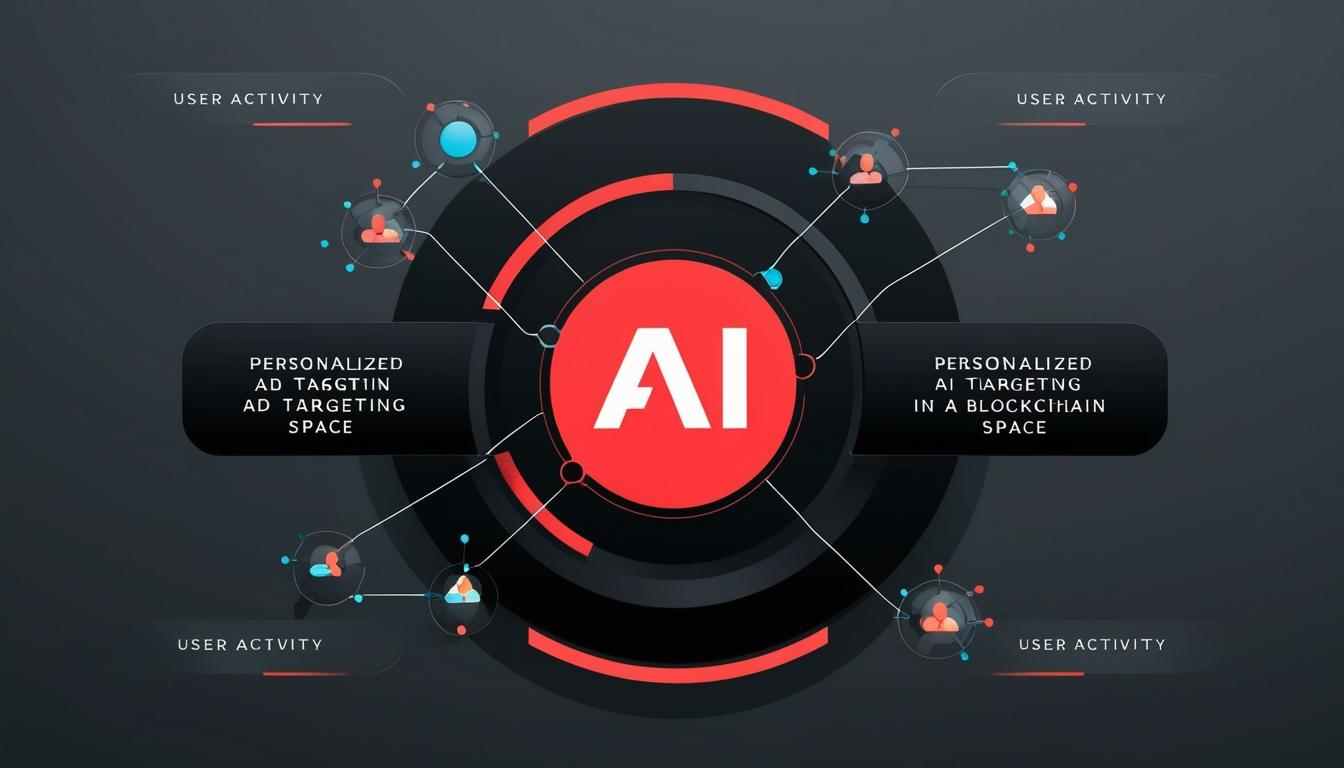 USER ACTIVITY
USER ACTIVITY
AI
PERSONALIZED
AD TAGGTIN
AD TARGETING
SPACE
PERSONALIZED
AI TIARGETING
IN A BLOCKCIHAIN
SPACE
USER ACTIVITY
USER ACTIVITY